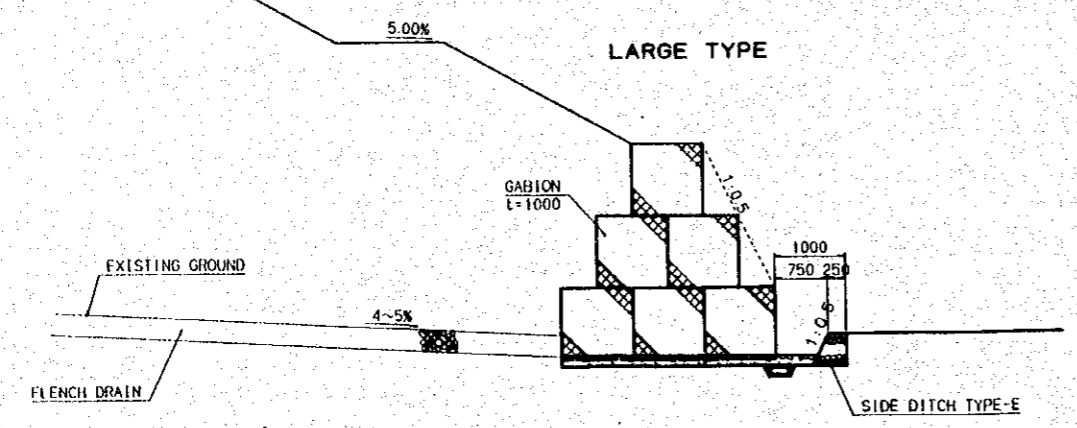 5.00%
LARGE TYPE
GABION
t=1000
1:0.5
1000
750 250
EXISTING GROUND
4~5%
1:0.5
FLENCH DRAIN
SIDE DITCH TYPE-E